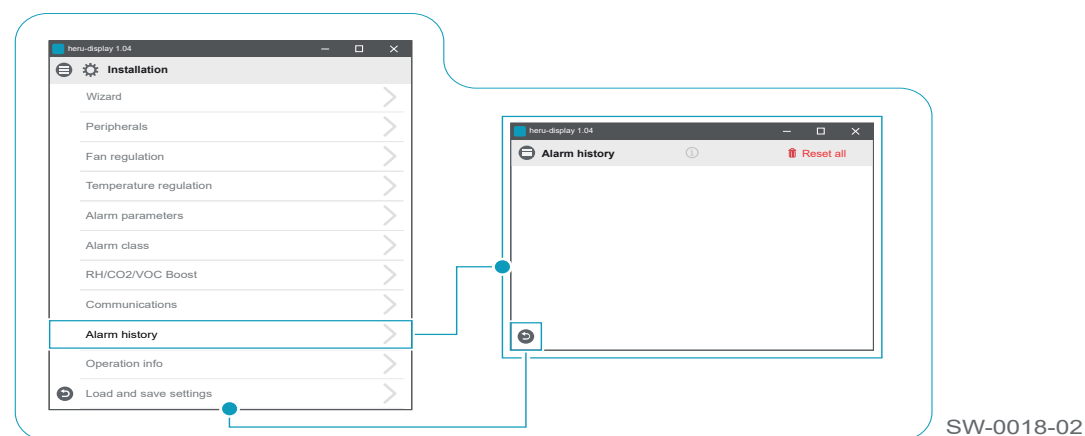 heru-display 1.04
Installation
Wizard
Peripherals
Fan regulation
Temperature regulation
Alarm parameters
Alarm class
RH/CO2/VOC Boost
Communications
Alarm history
Operation info
Load and save settings
heru-display 1.04
Alarm history Reset all
SW-0018-02